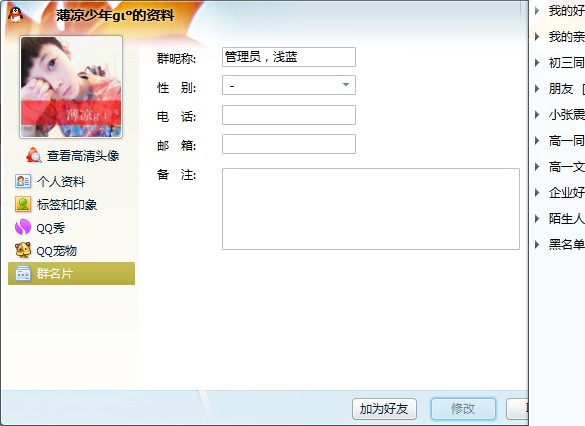 薄凉少年gι°的资料
薄凉g ι
查看高清头像
个人资料
标签和印象
QQ秀
QQ宠物
群名片
群昵称: 管理员，浅蓝
性 别: -
电 话:
邮 箱:
备 注:
加为好友
修改
我的好
我的亲
初三同
朋友 [
小张震
高一同
高一文
企业好
陌生人
黑名单